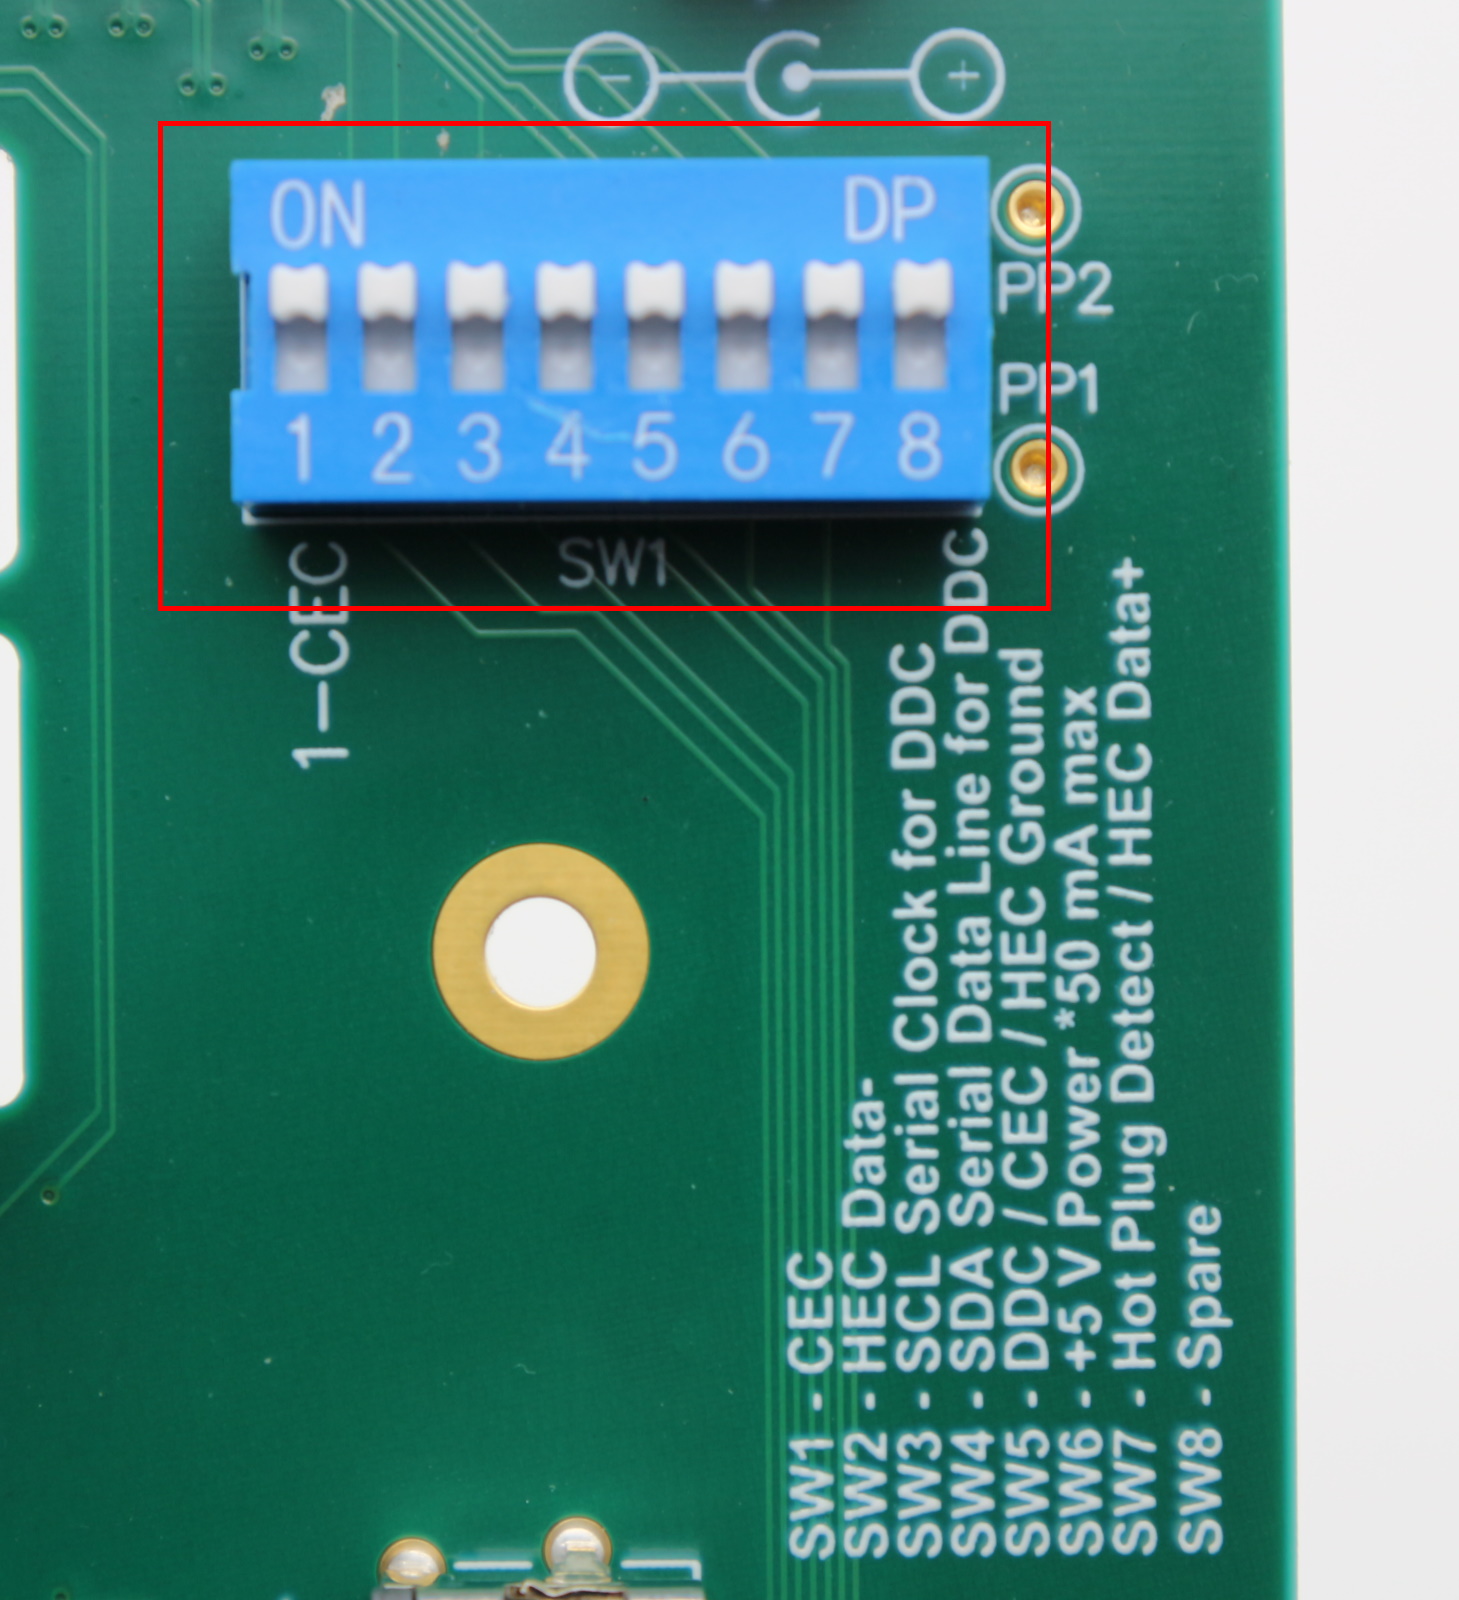 ON DP
1 2 3 4 5 6 7 8
PP2
PP1
SW1
1-CEC
SW1 - CEC
SW2 - HEC Data-
SW3 - SCL Serial Clock for DDC
SW4 - SDA Serial Data Line for DDC
SW5 - DDC / CEC / HEC Ground
SW6 - +5 V Power *50 mA max
SW7 - Hot Plug Detect / HEC Data+
SW8 - Spare